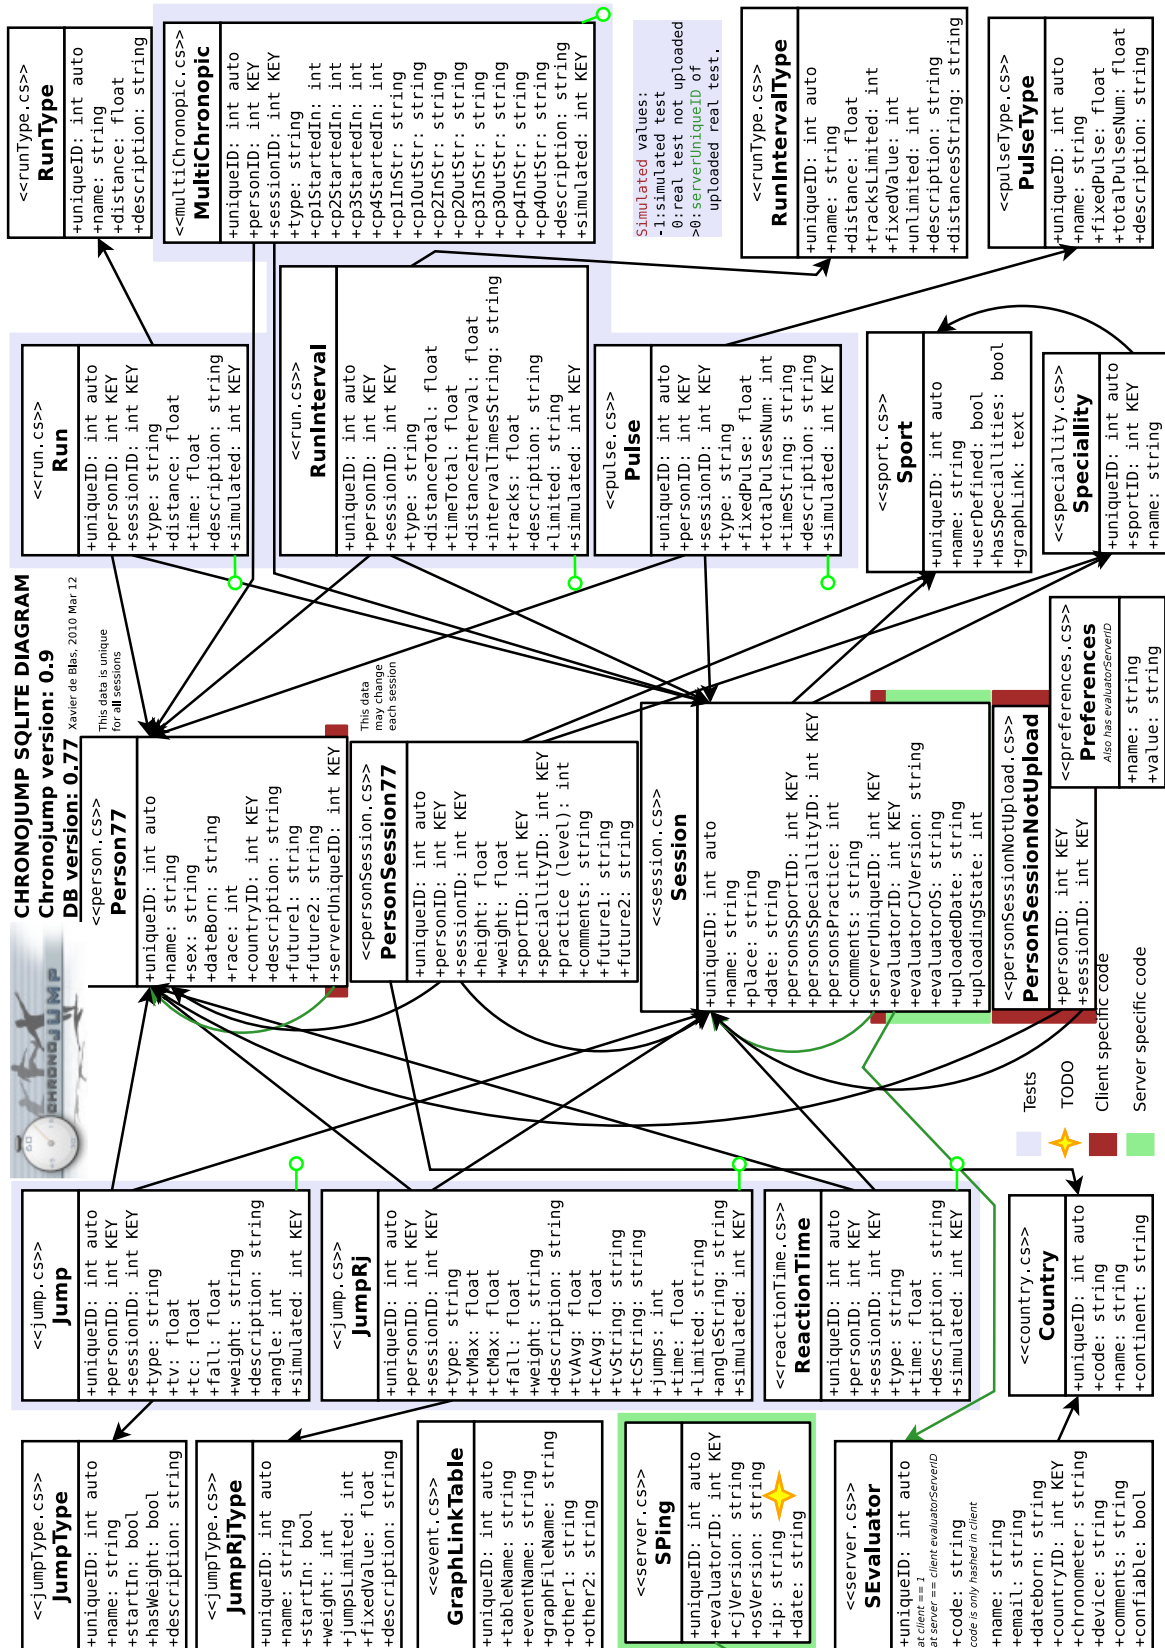 CHRONOJUMP SQLITE DIAGRAM
Chronojump version: 0.9
DB version: 0.77
Xavier de Blas, 2010 Mar 12
CHRONOJUMP
<<jumpType.cs>>
JumpType
+uniqueID: int auto
+name: string
+startIn: bool
+hasWeight: bool
+description: string
<<jumpType.cs>>
JumpRjType
+uniqueID: int auto
+name: string
+startIn: bool
+weight: int
+jumpsLimited: int
+fixedValue: float
+description: string
<<event.cs>>
GraphLinkTable
+uniqueID: int auto
+tableName: string
+eventName: string
+graphFileName: string
+other1: string
+other2: string
<<server.cs>>
SPing
+uniqueID: int auto
+evaluatorID: int KEY
+cjVersion: string
+osVersion: string
+ip: string
+date: string
<<server.cs>>
SEvaluator
+uniqueID: int auto
at client == 1
at server == client evaluatorServerID
+code: string
code is only hashed in client
+name: string
+email: string
+dateborn: string
+countryID: int KEY
+chronometer: string
+device: string
+comments: string
+confiable: bool
<<jump.cs>>
Jump
+uniqueID: int auto
+personID: int KEY
+sessionID: int KEY
+type: string
+tv: float
+tc: float
+fall: float
+weight: string
+description: string
+angle: int
+simulated: int KEY
<<jump.cs>>
JumpRj
+uniqueID: int auto
+personID: int KEY
+sessionID: int KEY
+type: string
+tvMax: float
+tcMax: float
+fall: float
+weight: string
+description: string
+tvAvg: float
+tcAvg: float
+tvString: string
+tcString: string
+jumps: int
+time: float
+limited: string
+angleString: string
+simulated: int KEY
<<reactionTime.cs>>
ReactionTime
+uniqueID: int auto
+personID: int KEY
+sessionID: int KEY
+type: string
+time: float
+description: string
+simulated: int KEY
<<country.cs>>
Country
+uniqueID: int auto
+code: string
+name: string
+continent: string
Tests
TODO
Client specific code
Server specific code
<<person.cs>>
Person77
This data is unique
for all sessions
+uniqueID: int auto
+name: string
+sex: string
+dateBorn: string
+race: int
+countryID: int KEY
+description: string
+future1: string
+future2: string
+serverUniqueID: int KEY
<<personSession.cs>>
PersonSession77
This data
may change
each session
+uniqueID: int auto
+personID: int KEY
+sessionID: int KEY
+height: float
+weight: float
+sportID: int KEY
+speciallityID: int KEY
+practice (level): int
+comments: string
+future1: string
+future2: string
<<session.cs>>
Session
+uniqueID: int auto
+name: string
+place: string
+date: string
+personsSportID: int KEY
+personsSpeciallityID: int KEY
+personsPractice: int
+comments: string
+serverUniqueID: int KEY
+evaluatorID: int KEY
+evaluatorCJVersion: string
+evaluatorOS: string
+uploadedDate: string
+uploadingState: int
<<personSessionNotUpload.cs>>
PersonSessionNotUpload
+personID: int KEY
+sessionID: int KEY
<<preferences.cs>>
Preferences
Also has evaluatorServerID
+name: string
+value: string
<<run.cs>>
Run
+uniqueID: int auto
+personID: int KEY
+sessionID: int KEY
+type: string
+distance: float
+time: float
+description: string
+simulated: int KEY
<<run.cs>>
RunInterval
+uniqueID: int auto
+personID: int KEY
+sessionID: int KEY
+type: string
+distanceTotal: float
+timeTotal: float
+distanceInterval: float
+intervalTimesString: string
+tracks: float
+description: string
+limited: string
+simulated: int KEY
<<pulse.cs>>
Pulse
+uniqueID: int auto
+personID: int KEY
+sessionID: int KEY
+type: string
+fixedPulse: float
+totalPulsesNum: int
+timeString: string
+description: string
+simulated: int KEY
<<sport.cs>>
Sport
+uniqueID: int auto
+name: string
+userDefined: bool
+hasSpeciallities: bool
+graphLink: text
<<speciallity.cs>>
Speciallity
+uniqueID: int auto
+sportID: int KEY
+name: string
<<runType.cs>>
RunType
+uniqueID: int auto
+name: string
+distance: float
+description: string
<<multiChronopic.cs>>
MultiChronopic
+uniqueID: int auto
+personID: int KEY
+sessionID: int KEY
+type: string
+cp1StartedIn: int
+cp2StartedIn: int
+cp3StartedIn: int
+cp4StartedIn: int
+cp1InStr: string
+cp1OutStr: string
+cp2InStr: string
+cp2OutStr: string
+cp3InStr: string
+cp3OutStr: string
+cp4InStr: string
+cp4OutStr: string
+description: string
+simulated: int KEY
Simulated values:
-1:simulated test
0:real test not uploaded
>0:serverUniqueID of
uploaded real test.
<<runType.cs>>
RunIntervalType
+uniqueID: int auto
+name: string
+distance: float
+tracksLimited: int
+fixedValue: int
+unlimited: int
+description: string
+distancesString: string
<<pulseType.cs>>
PulseType
+uniqueID: int auto
+name: string
+fixedPulse: float
+totalPulsesNum: float
+description: string